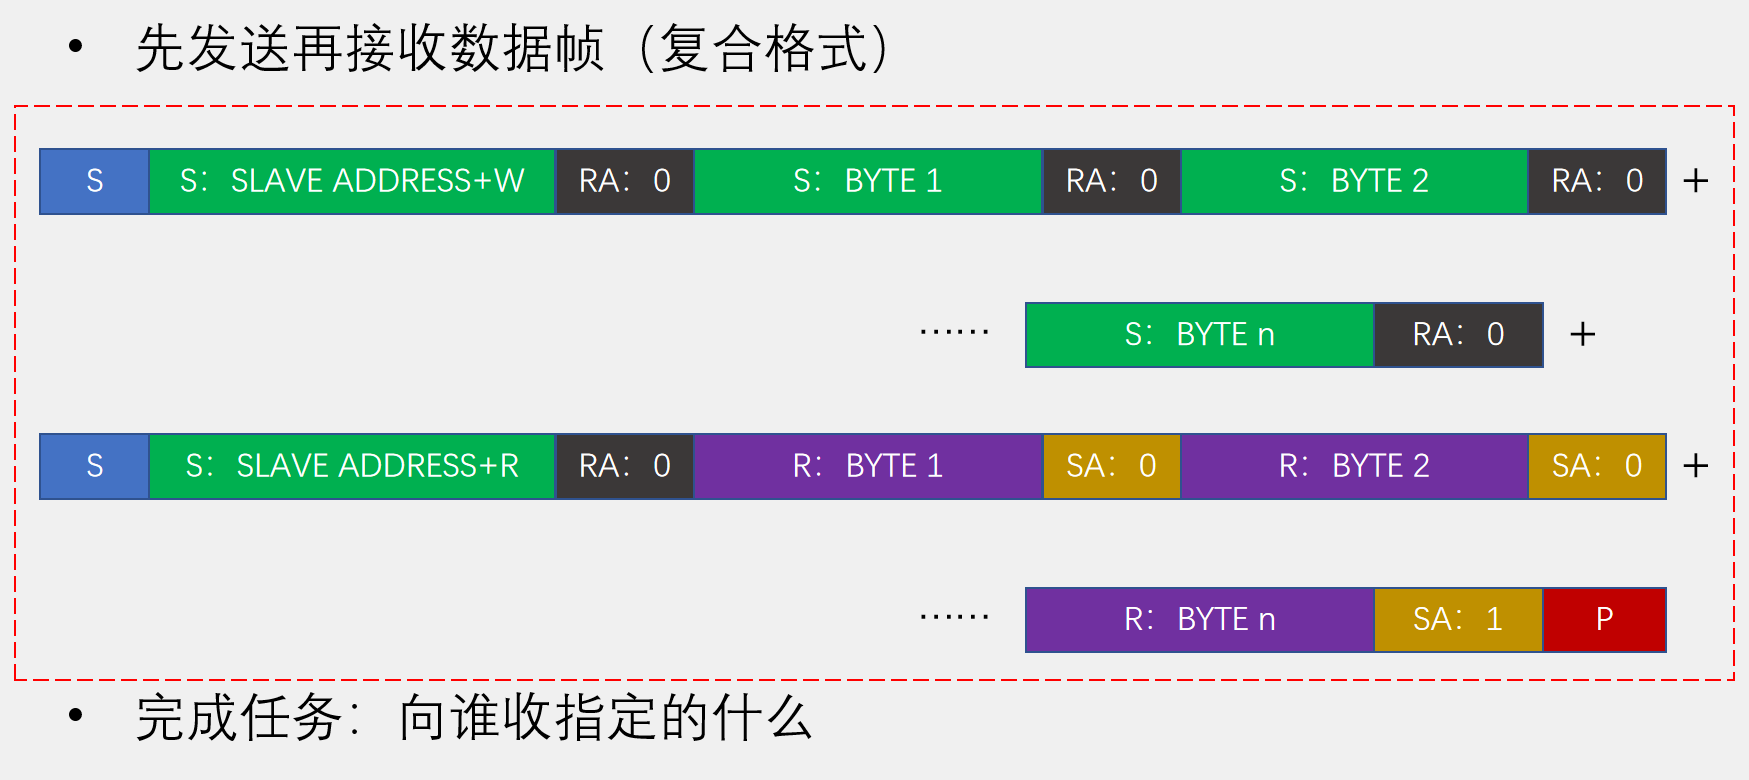 • 先发送再接收数据帧（复合格式）
S S：SLAVE ADDRESS+W RA：0 S：BYTE 1 RA：0 S：BYTE 2 RA：0 +
…… S：BYTE n RA：0 +
S S：SLAVE ADDRESS+R RA：0 R：BYTE 1 SA：0 R：BYTE 2 SA：0 +
…… R：BYTE n SA：1 P
• 完成任务：向谁收指定的什么